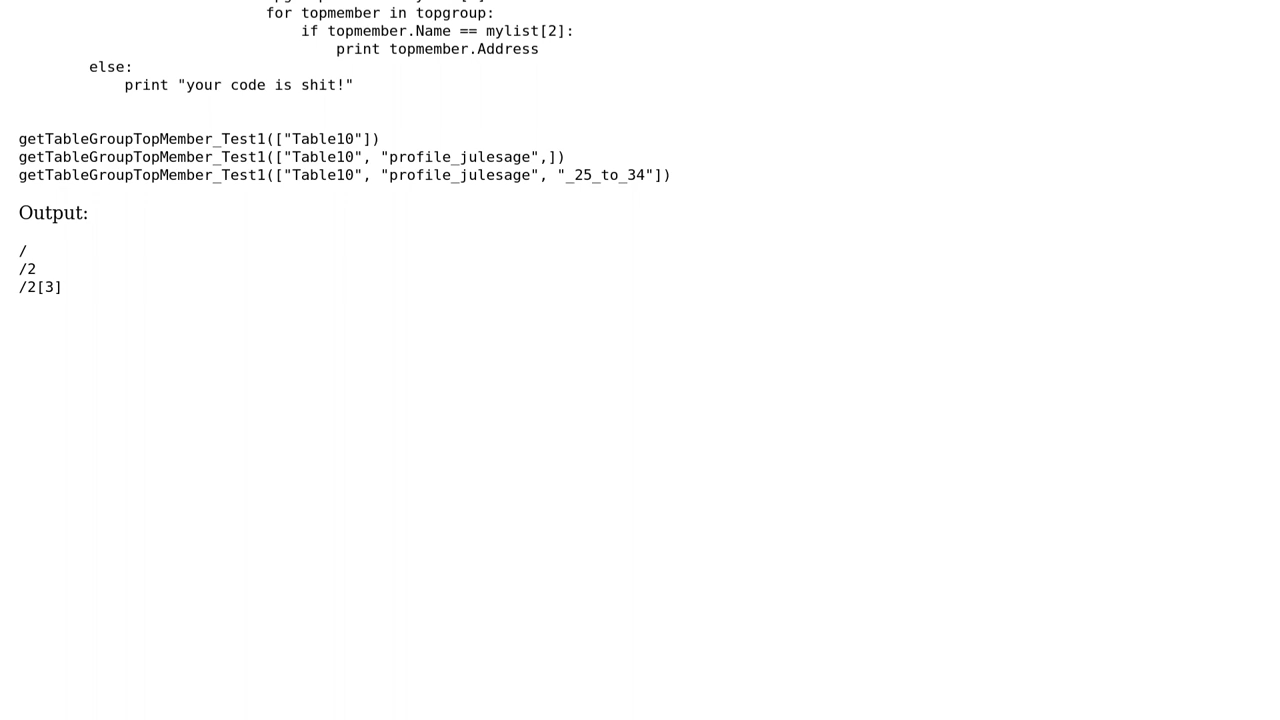 for topmember in topgroup:
if topmember.Name == mylist[2]:
print topmember.Address
else:
print "your code is shit!"
getTableGroupTopMember_Test1(["Table10"])
getTableGroupTopMember_Test1(["Table10", "profile_julesage",])
getTableGroupTopMember_Test1(["Table10", "profile_julesage", "_25_to_34"])
Output:
/
/2
/2[3]